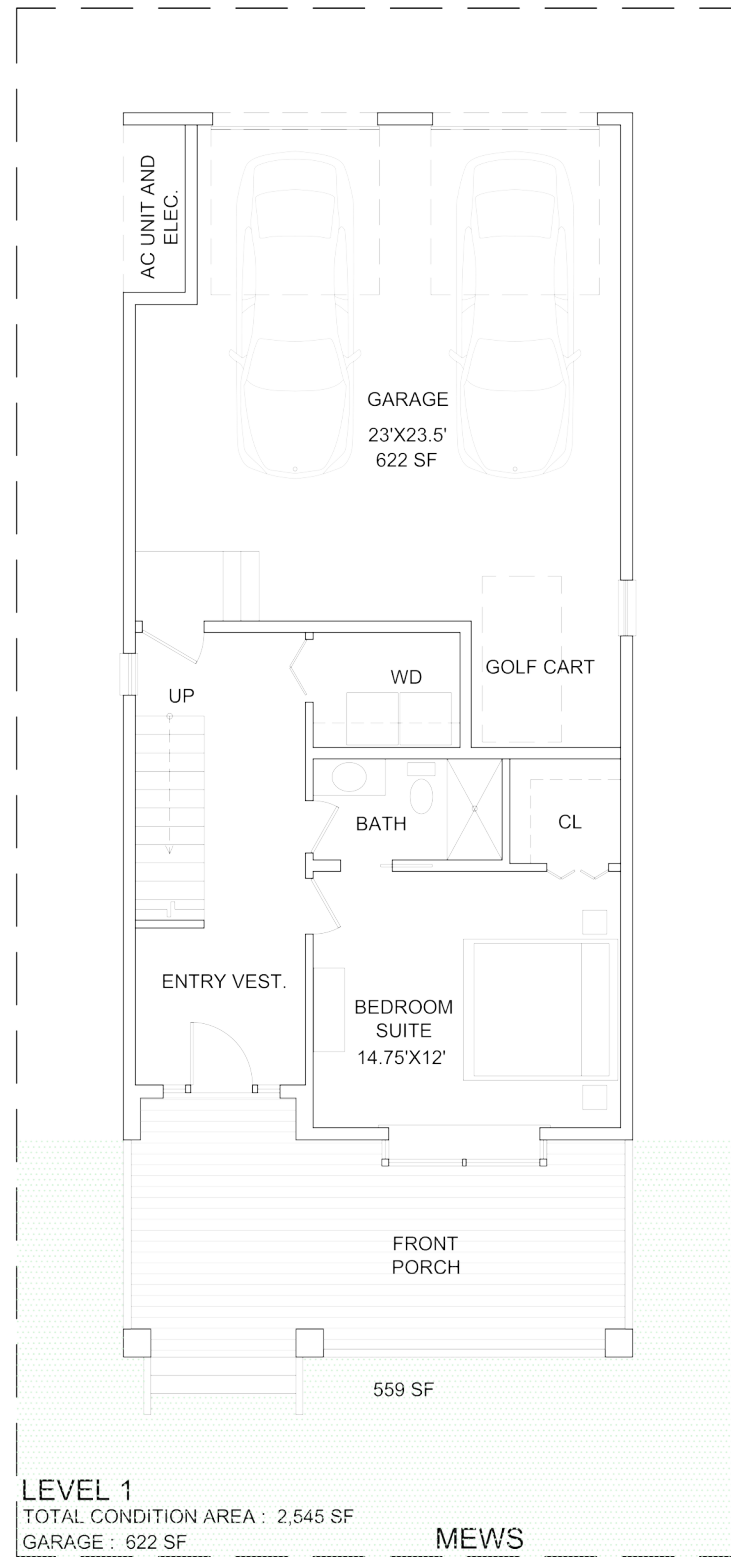 AC UNIT AND
ELEC.
GARAGE
23'X23.5'
622 SF
GOLF CART
WD
UP
BATH
CL
ENTRY VEST.
BEDROOM
SUITE
14.75'X12'
FRONT
PORCH
559 SF
LEVEL 1
TOTAL CONDITION AREA : 2,545 SF
GARAGE : 622 SF
MEWS